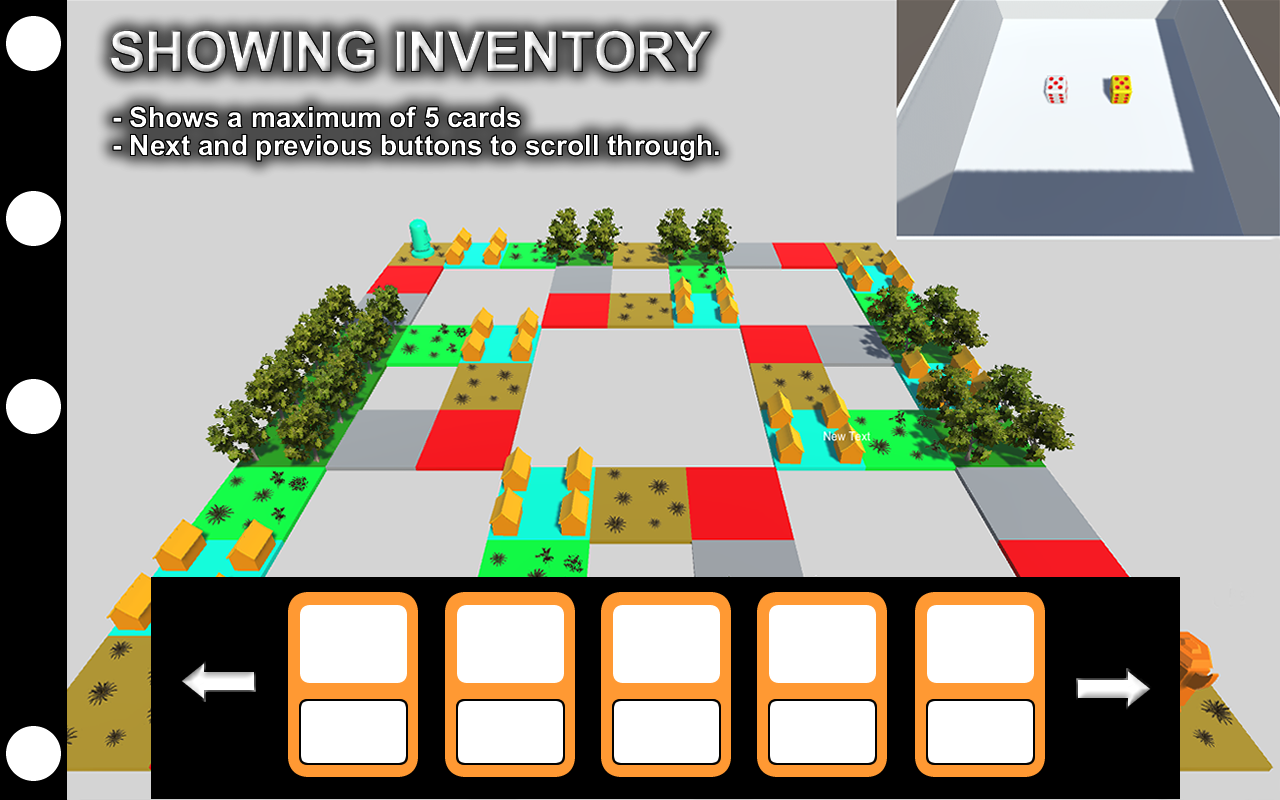 SHOWING INVENTORY
- Shows a maximum of 5 cards
- Next and previous buttons to scroll through.
New Text